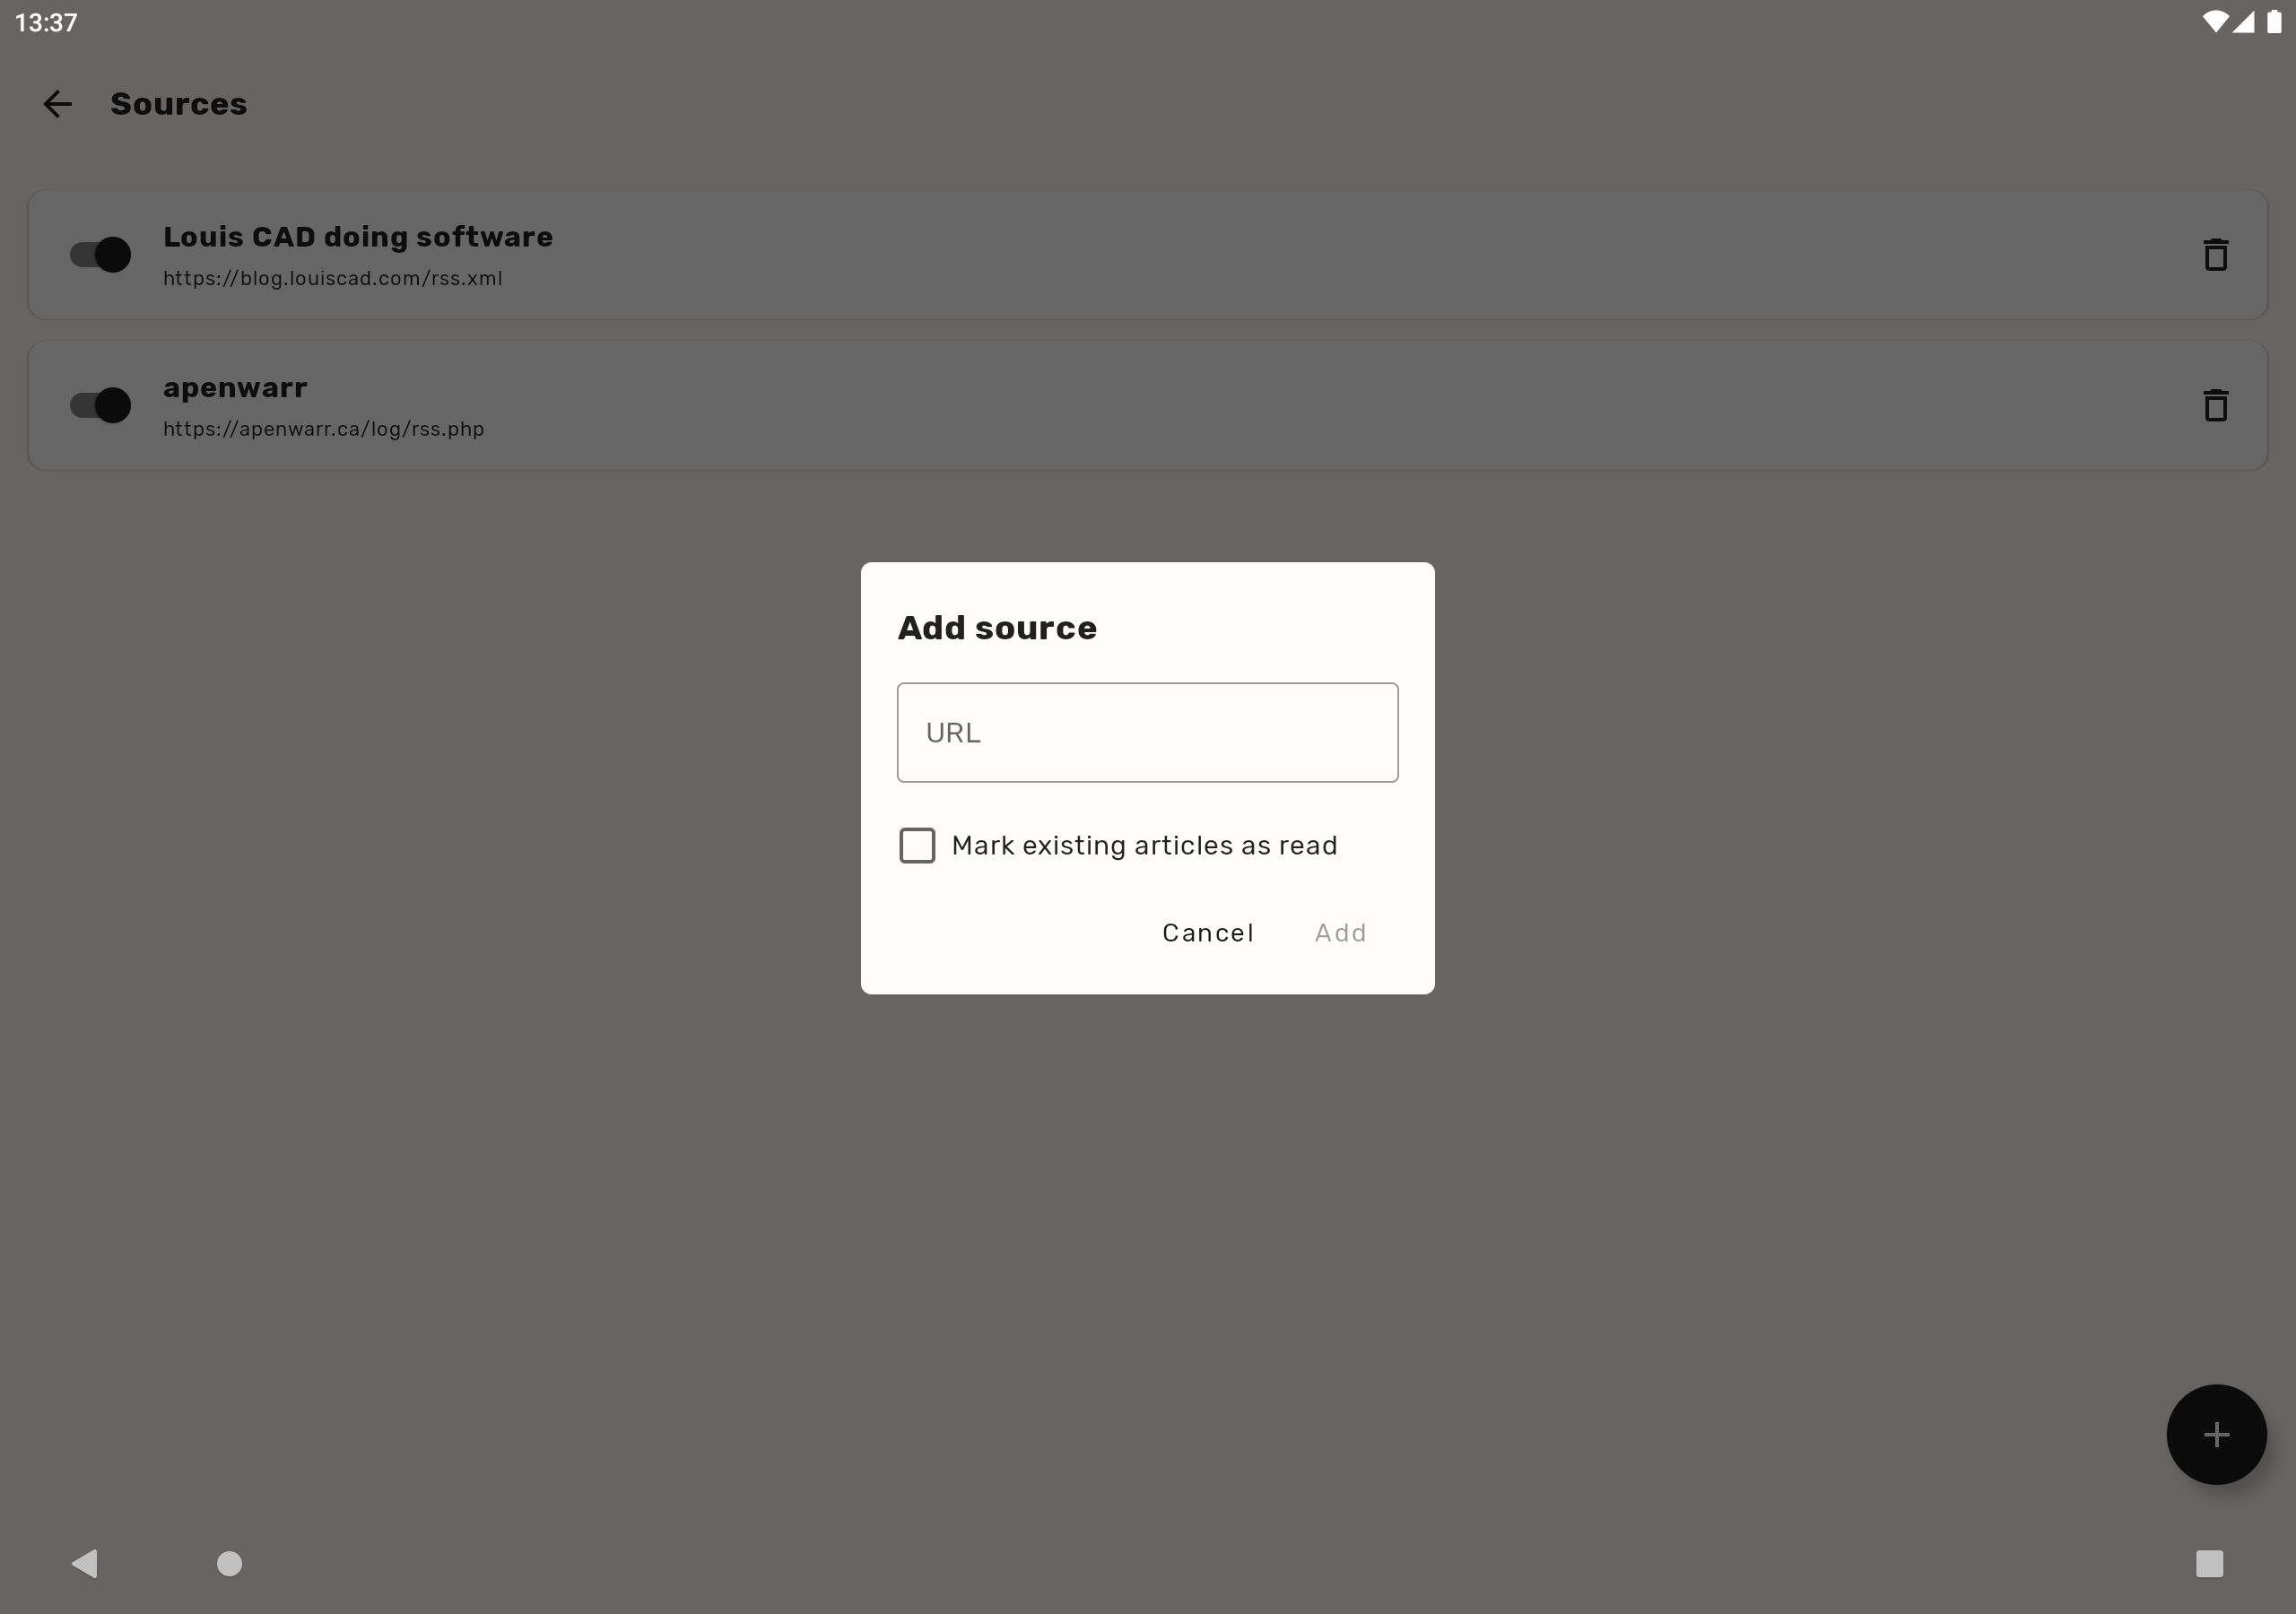 13:37
Sources
Louis CAD doing software
https://blog.louiscad.com/rss.xml
apenwarr
https://apenwarr.ca/log/rss.php
Add source
URL
Mark existing articles as read
Cancel
Add